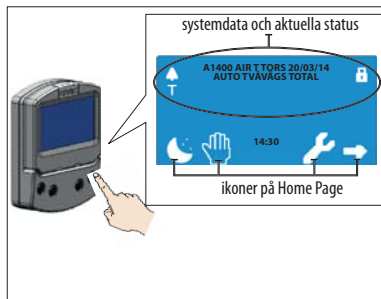 systemdata och aktuella status
A1400 AIR T TORS 20/03/14
AUTO TVÅVÄGS TOTAL
T
14:30
ikoner på Home Page